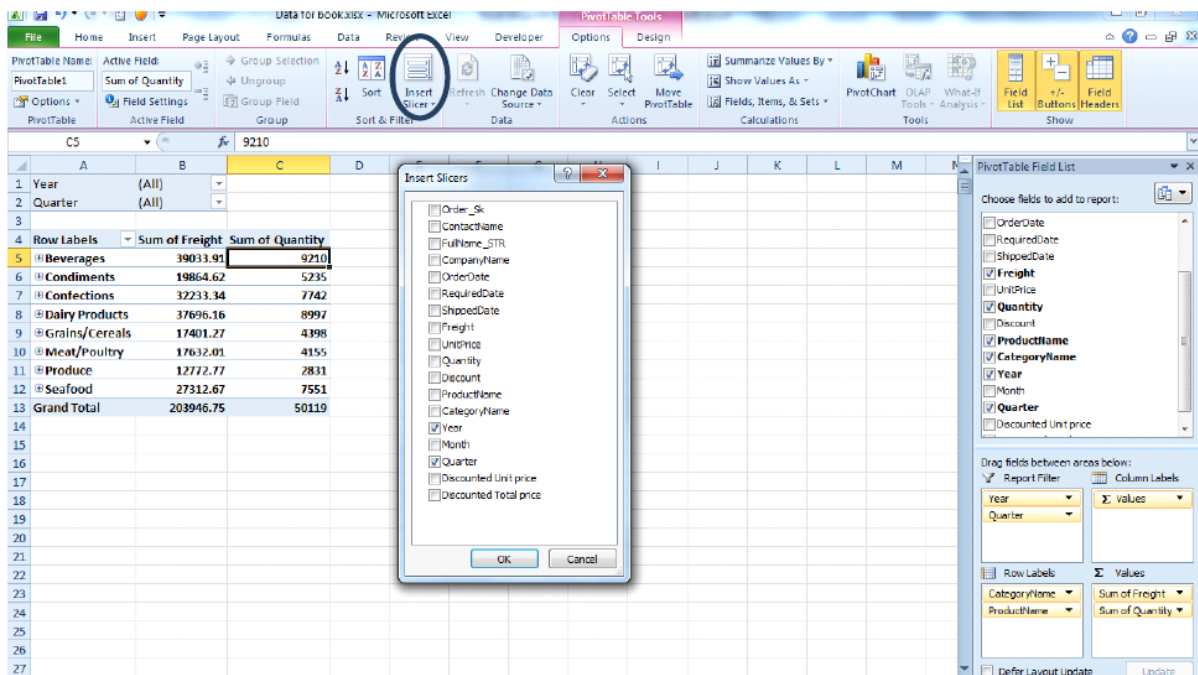 Data for book.xlsx - Microsoft Excel
PivotTable Tools
File Home Insert Page Layout Formulas Data Review View Developer Options Design
PivotTable Name:
PivotTable1
Options
PivotTable
Active Field:
Sum of Quantity
Field Settings
Active Field
Group Selection
Ungroup
Group Field
Group
Sort
Insert Slicer
Sort & Filter
Refresh
Change Data Source
Data
Clear
Select
Move PivotTable
Actions
Summarize Values By
Show Values As
Fields, Items, & Sets
Calculations
PivotChart
OLAP Tools
What-If Analysis
Tools
Field List
+/- Buttons
Field Headers
Show
C5 fx 9210
A B C D I J K L M N
1 Year (All)
2 Quarter (All)
3
4 Row Labels Sum of Freight Sum of Quantity
5 Beverages 39033.91 9210
6 Condiments 19864.62 5235
7 Confections 32233.34 7742
8 Dairy Products 37696.16 8997
9 Grains/Cereals 17401.27 4398
10 Meat/Poultry 17632.01 4155
11 Produce 12772.77 2831
12 Seafood 27312.67 7551
13 Grand Total 203946.75 50119
14
15
16
17
18
19
20
21
22
23
24
25
26
27
Insert Slicers
Order_Sk
ContactName
FullName_STR
CompanyName
OrderDate
RequiredDate
ShippedDate
Freight
UnitPrice
Quantity
Discount
ProductName
CategoryName
Year
Month
Quarter
Discounted Unit price
Discounted Total price
OK Cancel
PivotTable Field List
Choose fields to add to report:
OrderDate
RequiredDate
ShippedDate
Freight
UnitPrice
Quantity
Discount
ProductName
CategoryName
Year
Month
Quarter
Discounted Unit price
Drag fields between areas below:
Report Filter
Year
Quarter
Column Labels
Σ Values
Row Labels
CategoryName
ProductName
Σ Values
Sum of Freight
Sum of Quantity
Defer Layout Update Update